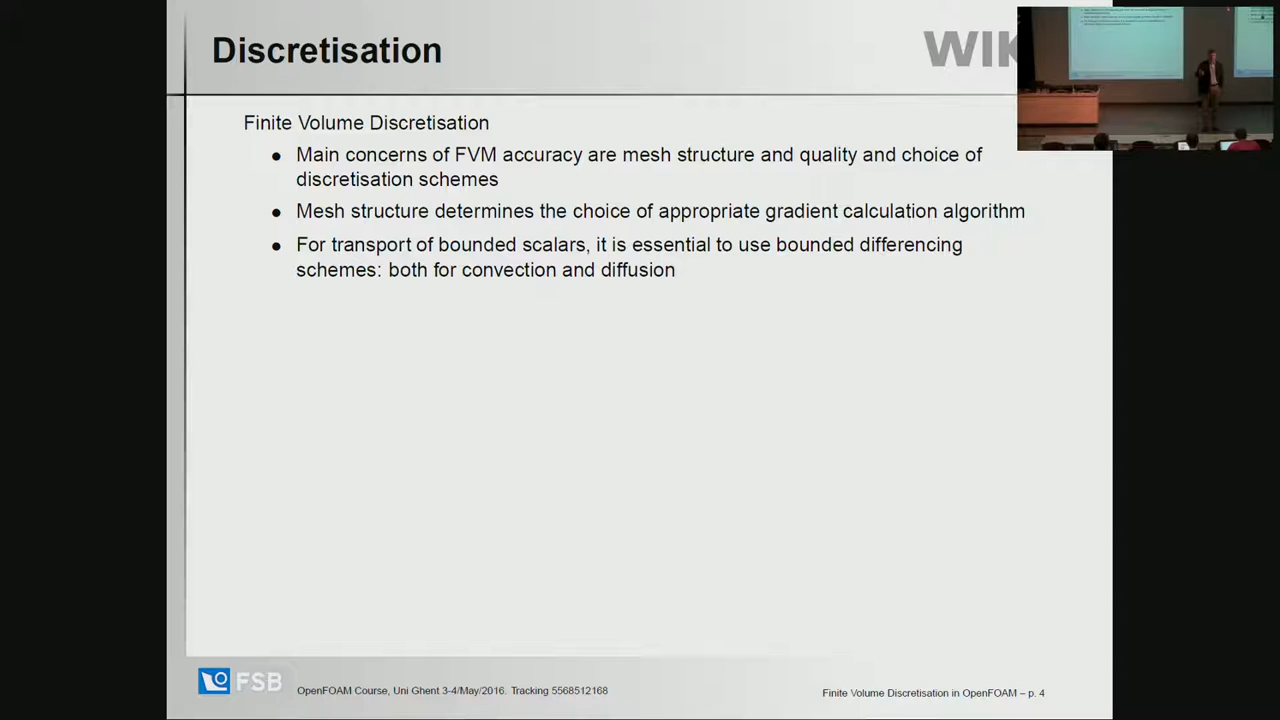 Discretisation
WIK
Finite Volume Discretisation
● Main concerns of FVM accuracy are mesh structure and quality and choice of
discretisation schemes
● Mesh structure determines the choice of appropriate gradient calculation algorithm
● For transport of bounded scalars, it is essential to use bounded differencing
schemes: both for convection and diffusion
FSB
OpenFOAM Course, Uni Ghent 3-4/May/2016. Tracking 5568512168
Finite Volume Discretisation in OpenFOAM – p. 4